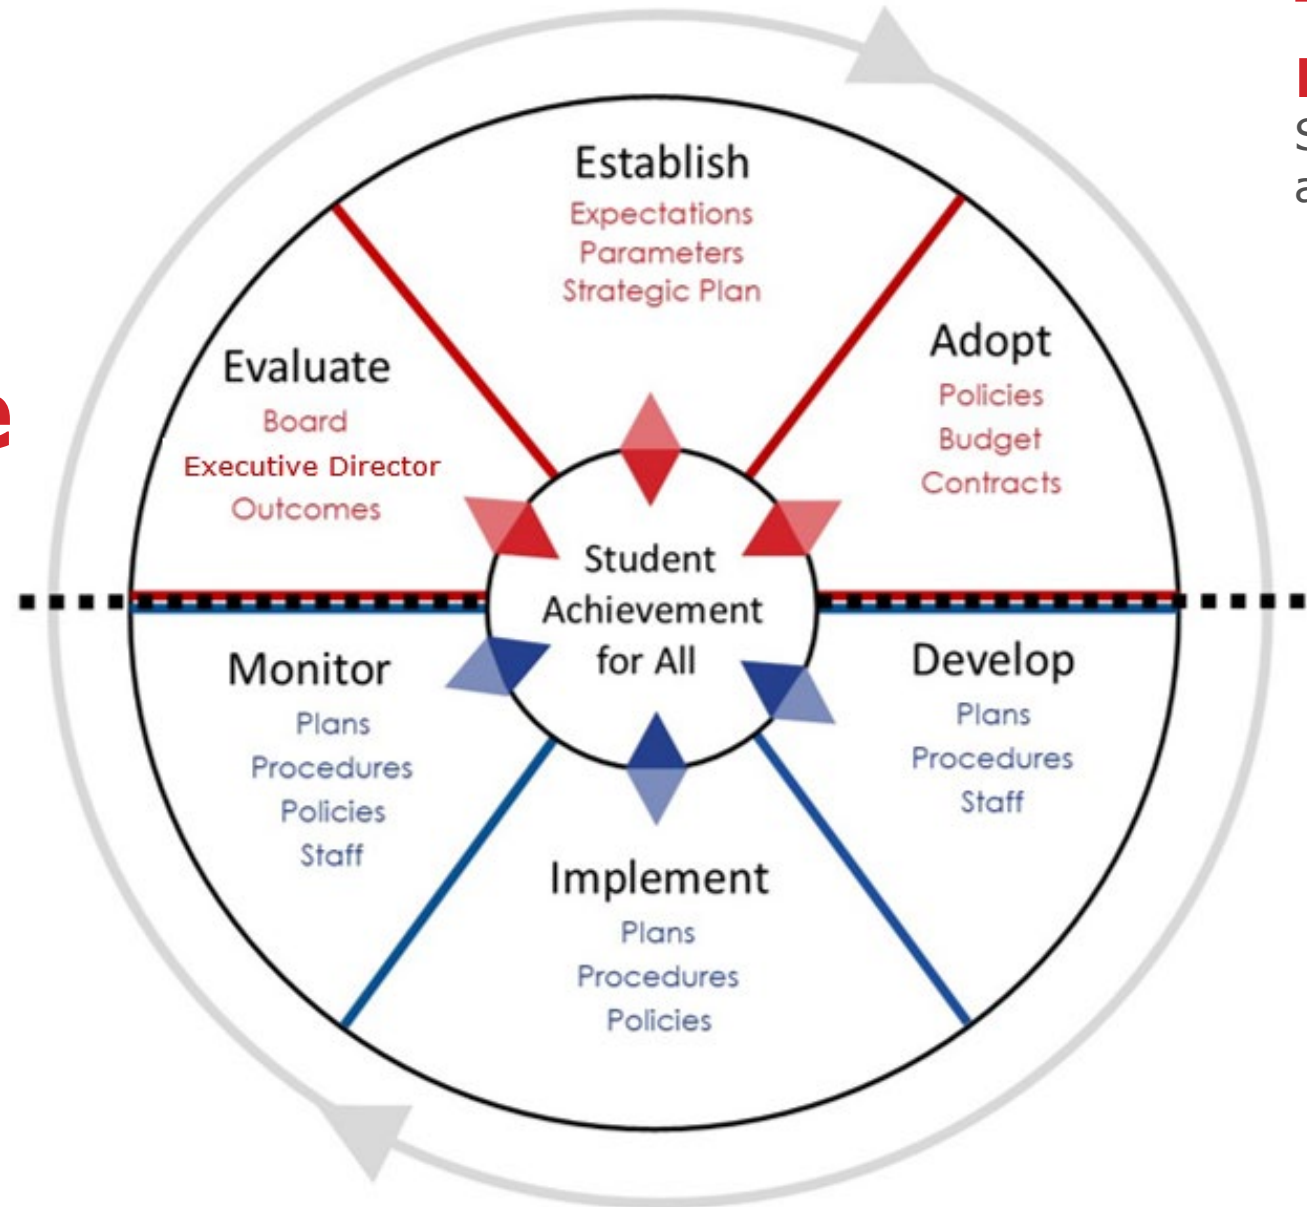 Establish
Expectations
Parameters
Strategic Plan
Adopt
Policies
Budget
Contracts
Evaluate
Board
Executive Director
Outcomes
Student
Achievement
for All
Monitor
Plans
Procedures
Policies
Staff
Develop
Plans
Procedures
Staff
Implement
Plans
Procedures
Policies